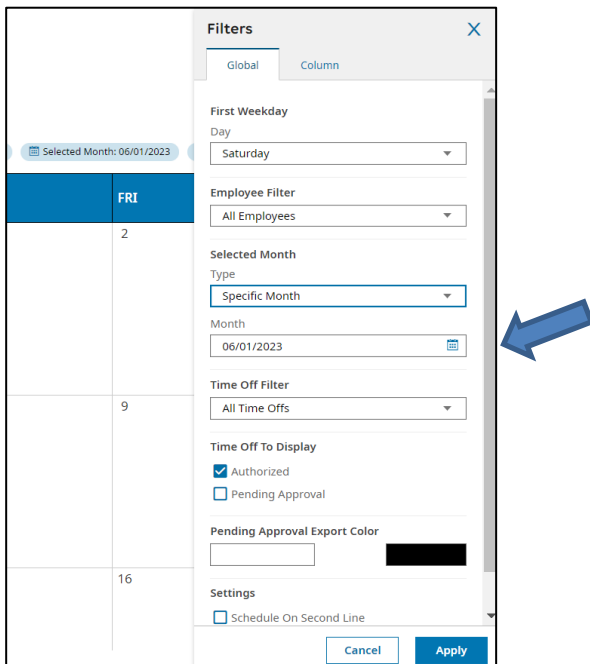 Filters
X
Global Column
First Weekday
Day
Saturday
Selected Month: 06/01/2023
Employee Filter
FRI
All Employees
2
Selected Month
Type
Specific Month
Month
06/01/2023
Time Off Filter
9
All Time Offs
Time Off To Display
Authorized
Pending Approval
Pending Approval Export Color
16
Settings
Schedule On Second Line
Cancel Apply